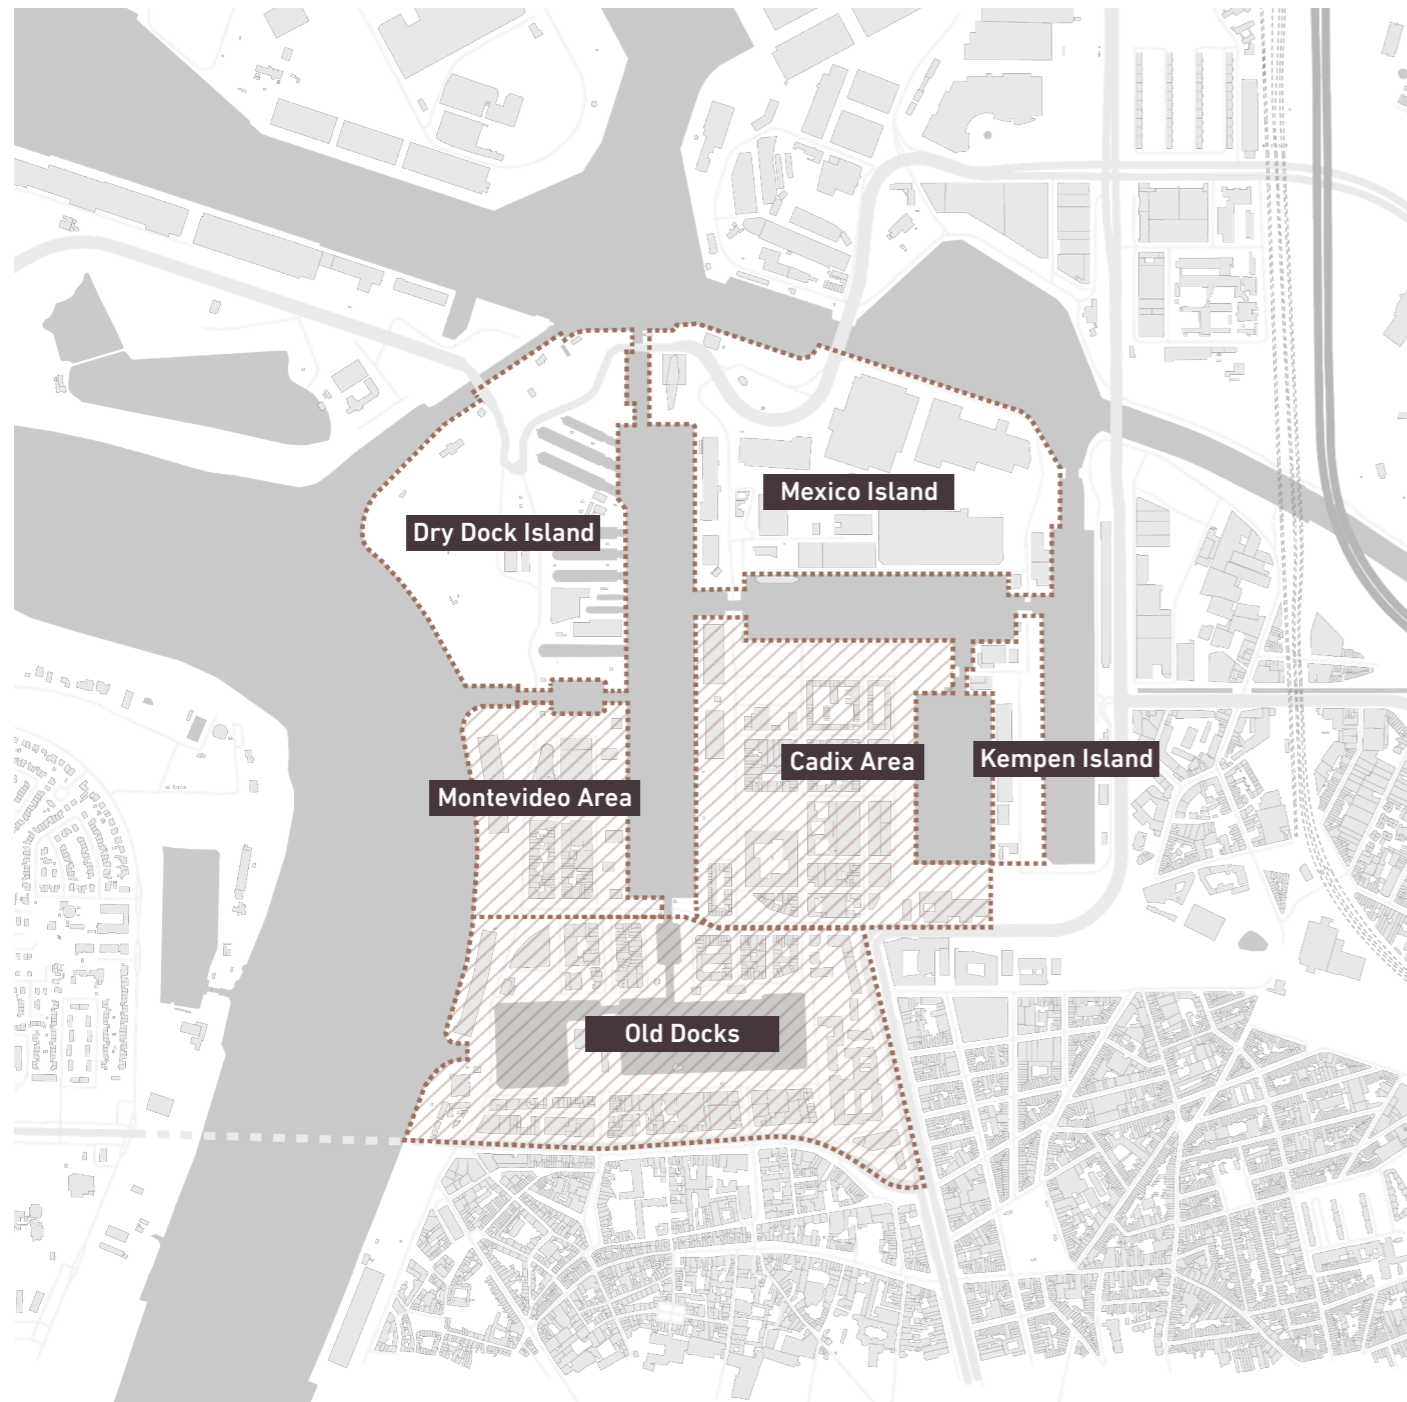 Mexico Island
Dry Dock Island
Cadix Area
Kempen Island
Montevideo Area
Old Docks